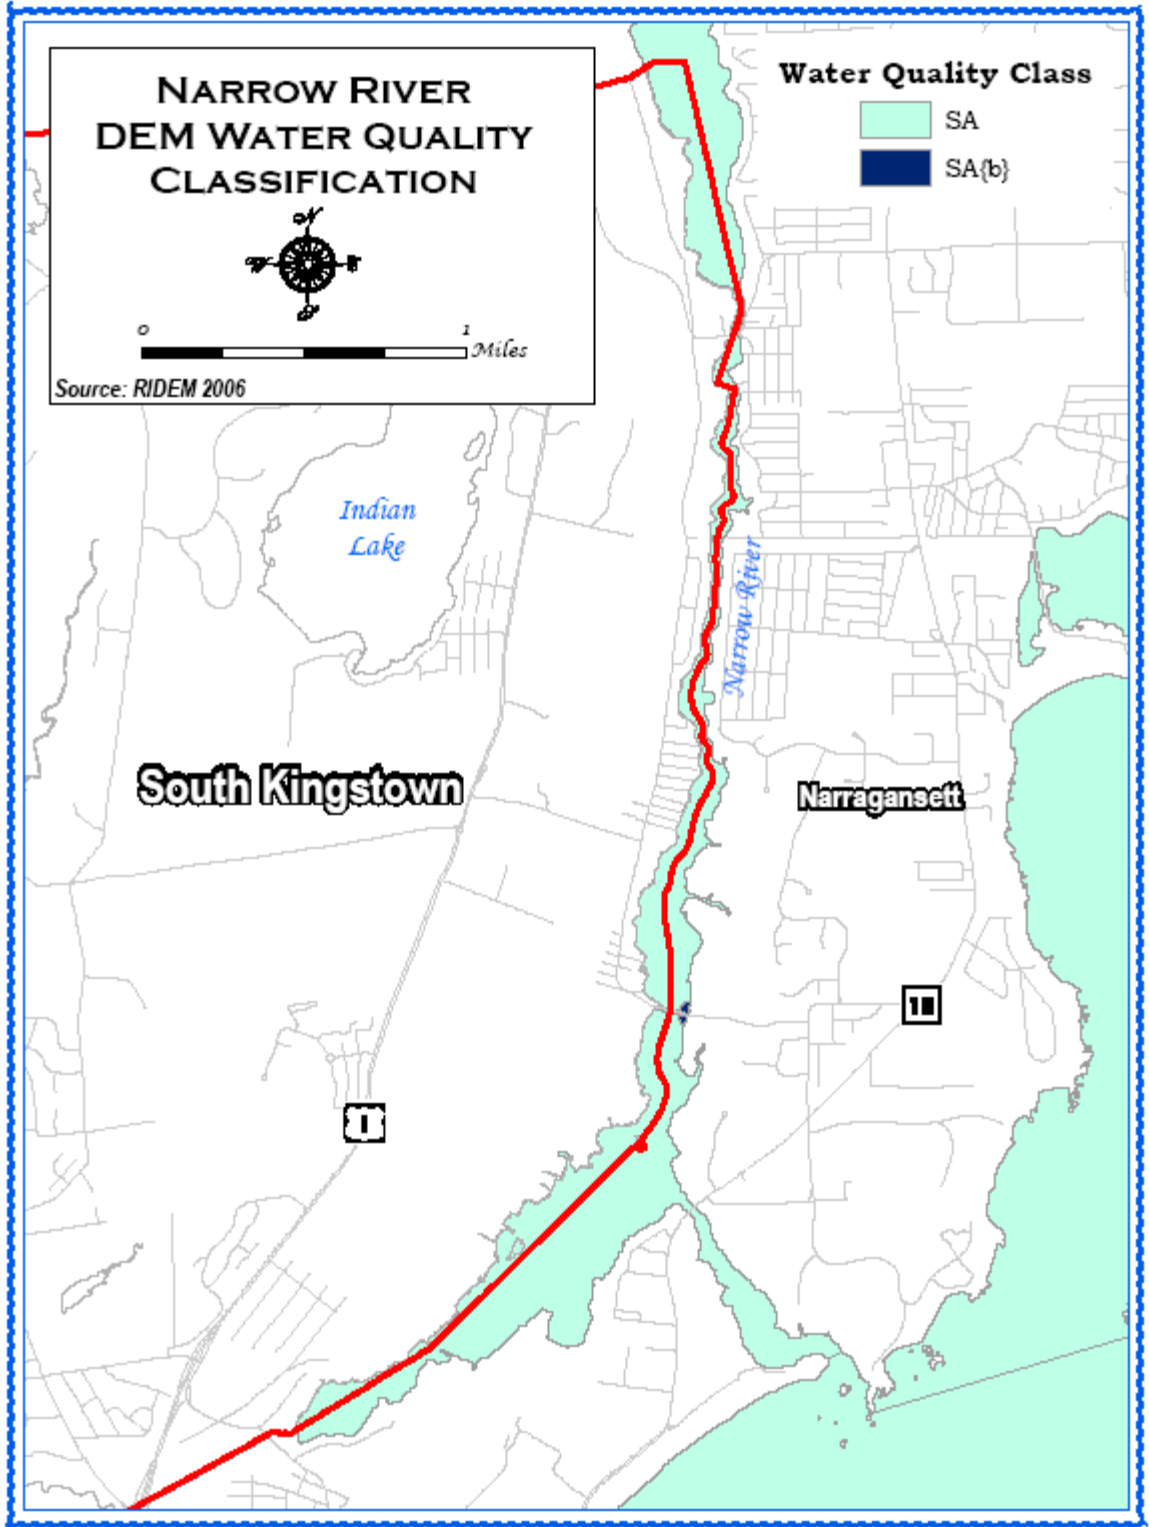 NARROW RIVER
DEM WATER QUALITY
CLASSIFICATION
N
W E
S
0 1
Miles
Source: RIDEM 2006
Water Quality Class
SA
SA{b}
Indian
Lake
Narrow River
South Kingstown
Narragansett
1